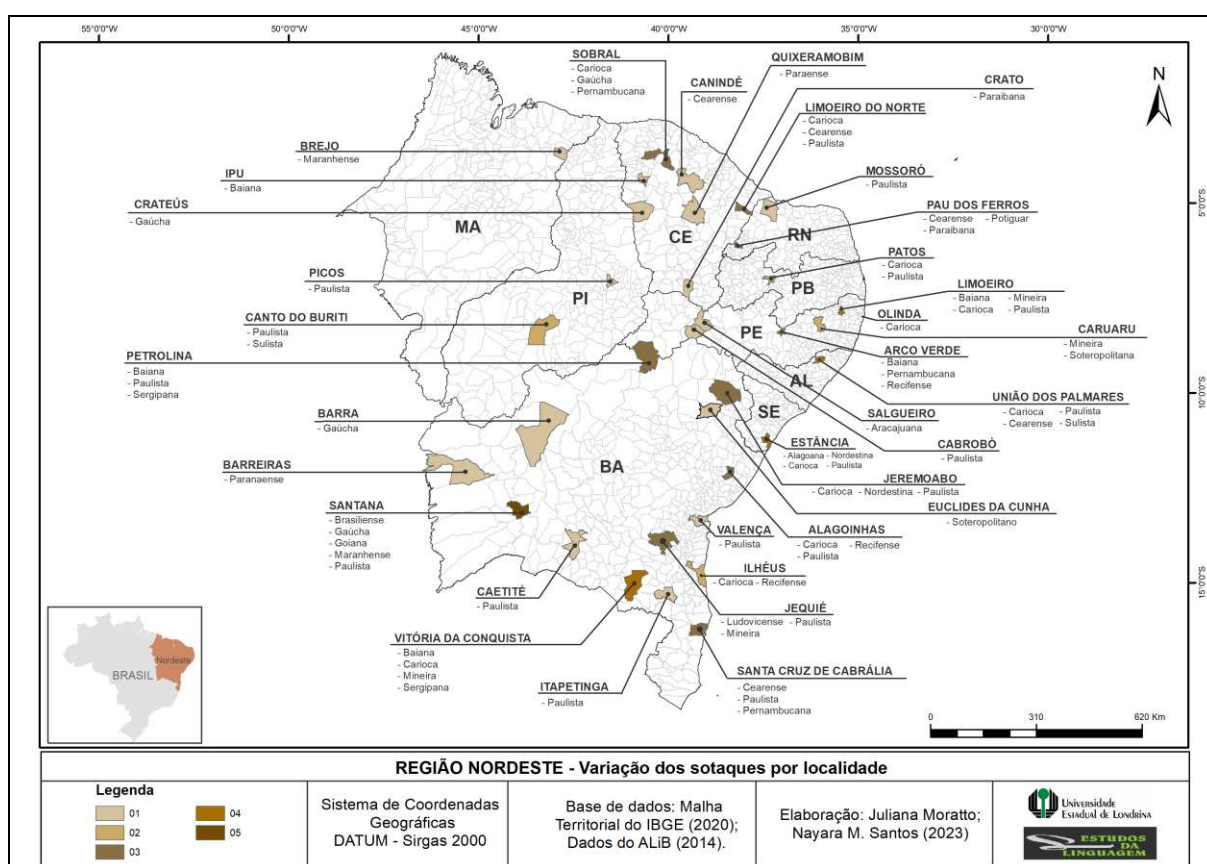 55°0'0"W
50°0'0"W
45°0'0"W
40°0'0"W
35°0'0"W
30°0'0"W
N
SOBRAL
- Carioca
- Gaúcha
- Pernambucana
QUIXERAMOBIM
- Paraense
CANINDÉ
- Cearense
CRATO
- Paraibana
LIMOEIRO DO NORTE
- Carioca
- Cearense
- Paulista
BREJO
- Maranhense
IPU
- Baiana
MOSSORÓ
- Paulista
CRATEÚS
- Gaúcha
PAU DOS FERROS
- Cearense - Potiguar
- Paraibana
5°0'0"S
MA
CE
RN
PICOS
- Paulista
PATOS
- Carioca
- Paulista
PI
PB
LIMOEIRO
- Baiana - Mineira
- Carioca - Paulista
CANTO DO BURITI
- Paulista
- Sulista
PE
OLINDA
- Carioca
CARUARU
- Mineira
- Soteropolitana
ARCO VERDE
- Baiana
- Pernambucana
- Recifense
PETROLINA
- Baiana
- Paulista
- Sergipana
AL
UNIÃO DOS PALMARES
- Carioca - Paulista
- Cearense - Sulista
10°0'0"S
BARRA
- Gaúcha
SE
SALGUEIRO
- Aracajuana
ESTÂNCIA
- Alagoana - Nordestina
- Carioca - Paulista
CABROBÓ
- Paulista
BARREIRAS
- Paranaense
BA
JEREMOABO
- Carioca - Nordestina - Paulista
EUCLIDES DA CUNHA
- Soteropolitano
SANTANA
- Brasiliense
- Gaúcha
- Goiana
- Maranhense
- Paulista
VALENÇA
- Paulista
ALAGOINHAS
- Carioca - Recifense
- Paulista
ILHÉUS
- Carioca - Recifense
15°0'0"S
CAETITÉ
- Paulista
JEQUIÉ
- Ludovicense - Paulista
- Mineira
VITÓRIA DA CONQUISTA
- Baiana
- Carioca
- Mineira
- Sergipana
SANTA CRUZ DE CABRÁLIA
- Cearense
- Paulista
- Pernambucana
ITAPETINGA
- Paulista
BRASIL
Nordeste
0 310 620 Km
REGIÃO NORDESTE - Variação dos sotaques por localidade
Legenda
01
02
03
04
05
Sistema de Coordenadas
Geográficas
DATUM - Sirgas 2000
Base de dados: Malha
Territorial do IBGE (2020);
Dados do ALiB (2014).
Elaboração: Juliana Moratto;
Nayara M. Santos (2023)
Universidade
Estadual de Londrina
ESTUDOS
DA
LINGUAGEM